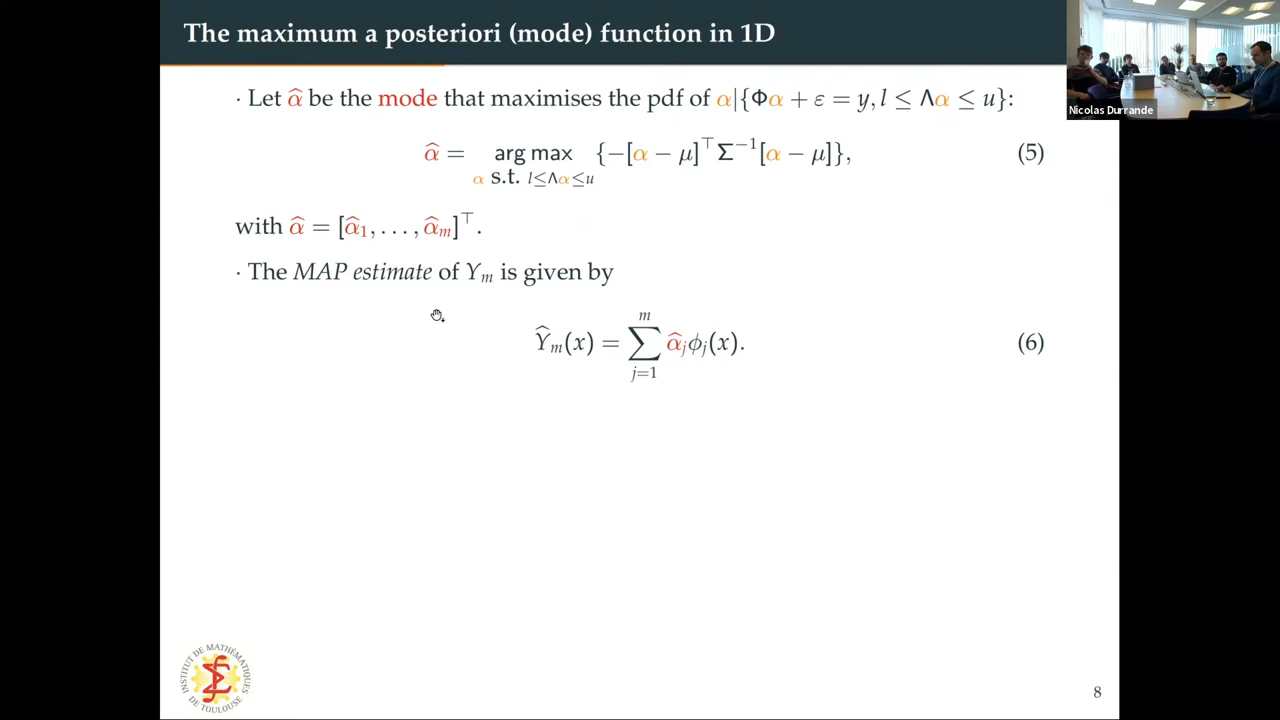 The maximum a posteriori (mode) function in 1D
Nicolas Durrande
· Let α̂ be the mode that maximises the pdf of α|{Φα + ε = y, l ≤ Λα ≤ u}:
α̂ = arg max {−[α − μ]⊤Σ−1[α − μ]}, (5)
α s.t. l≤Λα≤u
with α̂ = [α̂1, . . . , α̂m]⊤.
· The MAP estimate of Ym is given by
Ŷm(x) = ∑ α̂jϕj(x). (6)
m
j=1
INSTITUT DE MATHÉMATIQUES
DE TOULOUSE
8